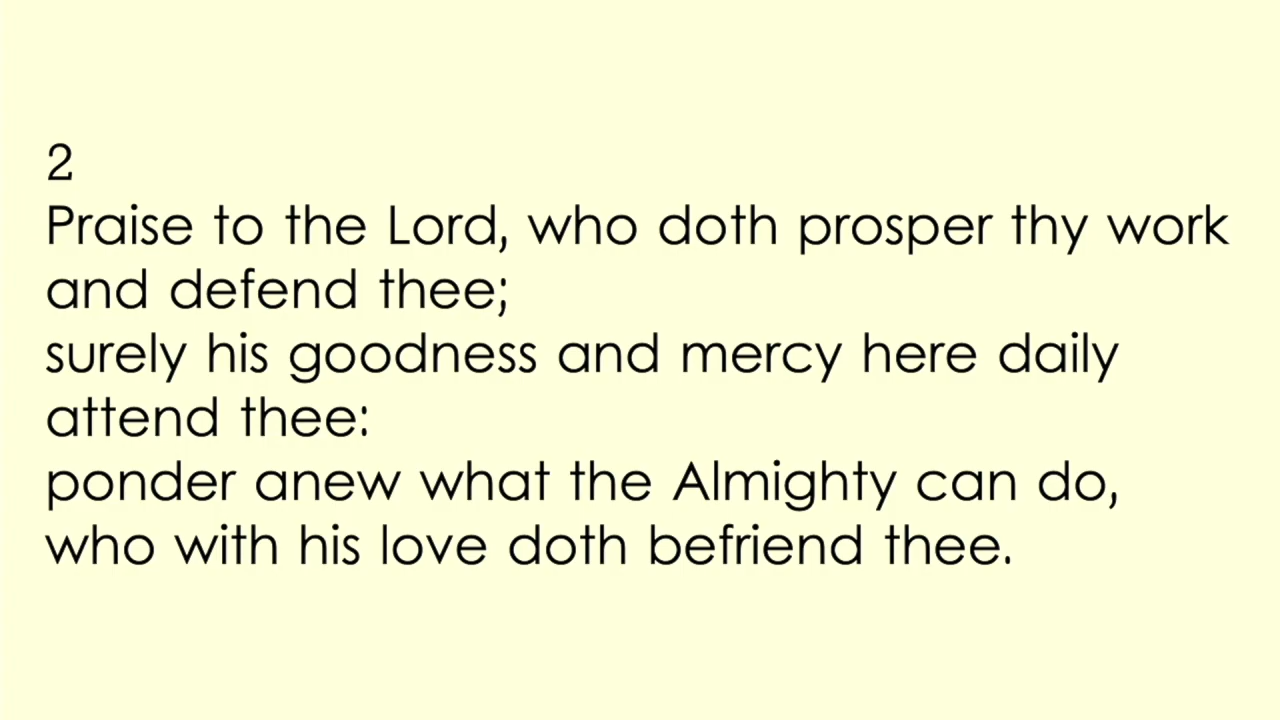 2
Praise to the Lord, who doth prosper thy work
and defend thee;
surely his goodness and mercy here daily
attend thee:
ponder anew what the Almighty can do,
who with his love doth befriend thee.